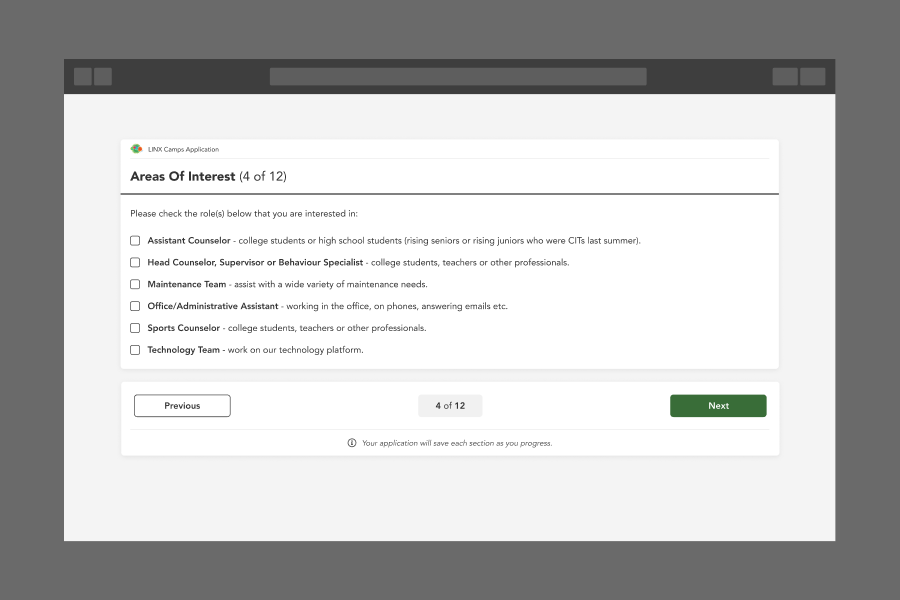 LINX Camps Application
Areas Of Interest (4 of 12)
Please check the role(s) below that you are interested in:
Assistant Counselor - college students or high school students (rising seniors or rising juniors who were CITs last summer).
Head Counselor, Supervisor or Behaviour Specialist - college students, teachers or other professionals.
Maintenance Team - assist with a wide variety of maintenance needs.
Office/Administrative Assistant - working in the office, on phones, answering emails etc.
Sports Counselor - college students, teachers or other professionals.
Technology Team - work on our technology platform.
Previous
4 of 12
Next
Your application will save each section as you progress.